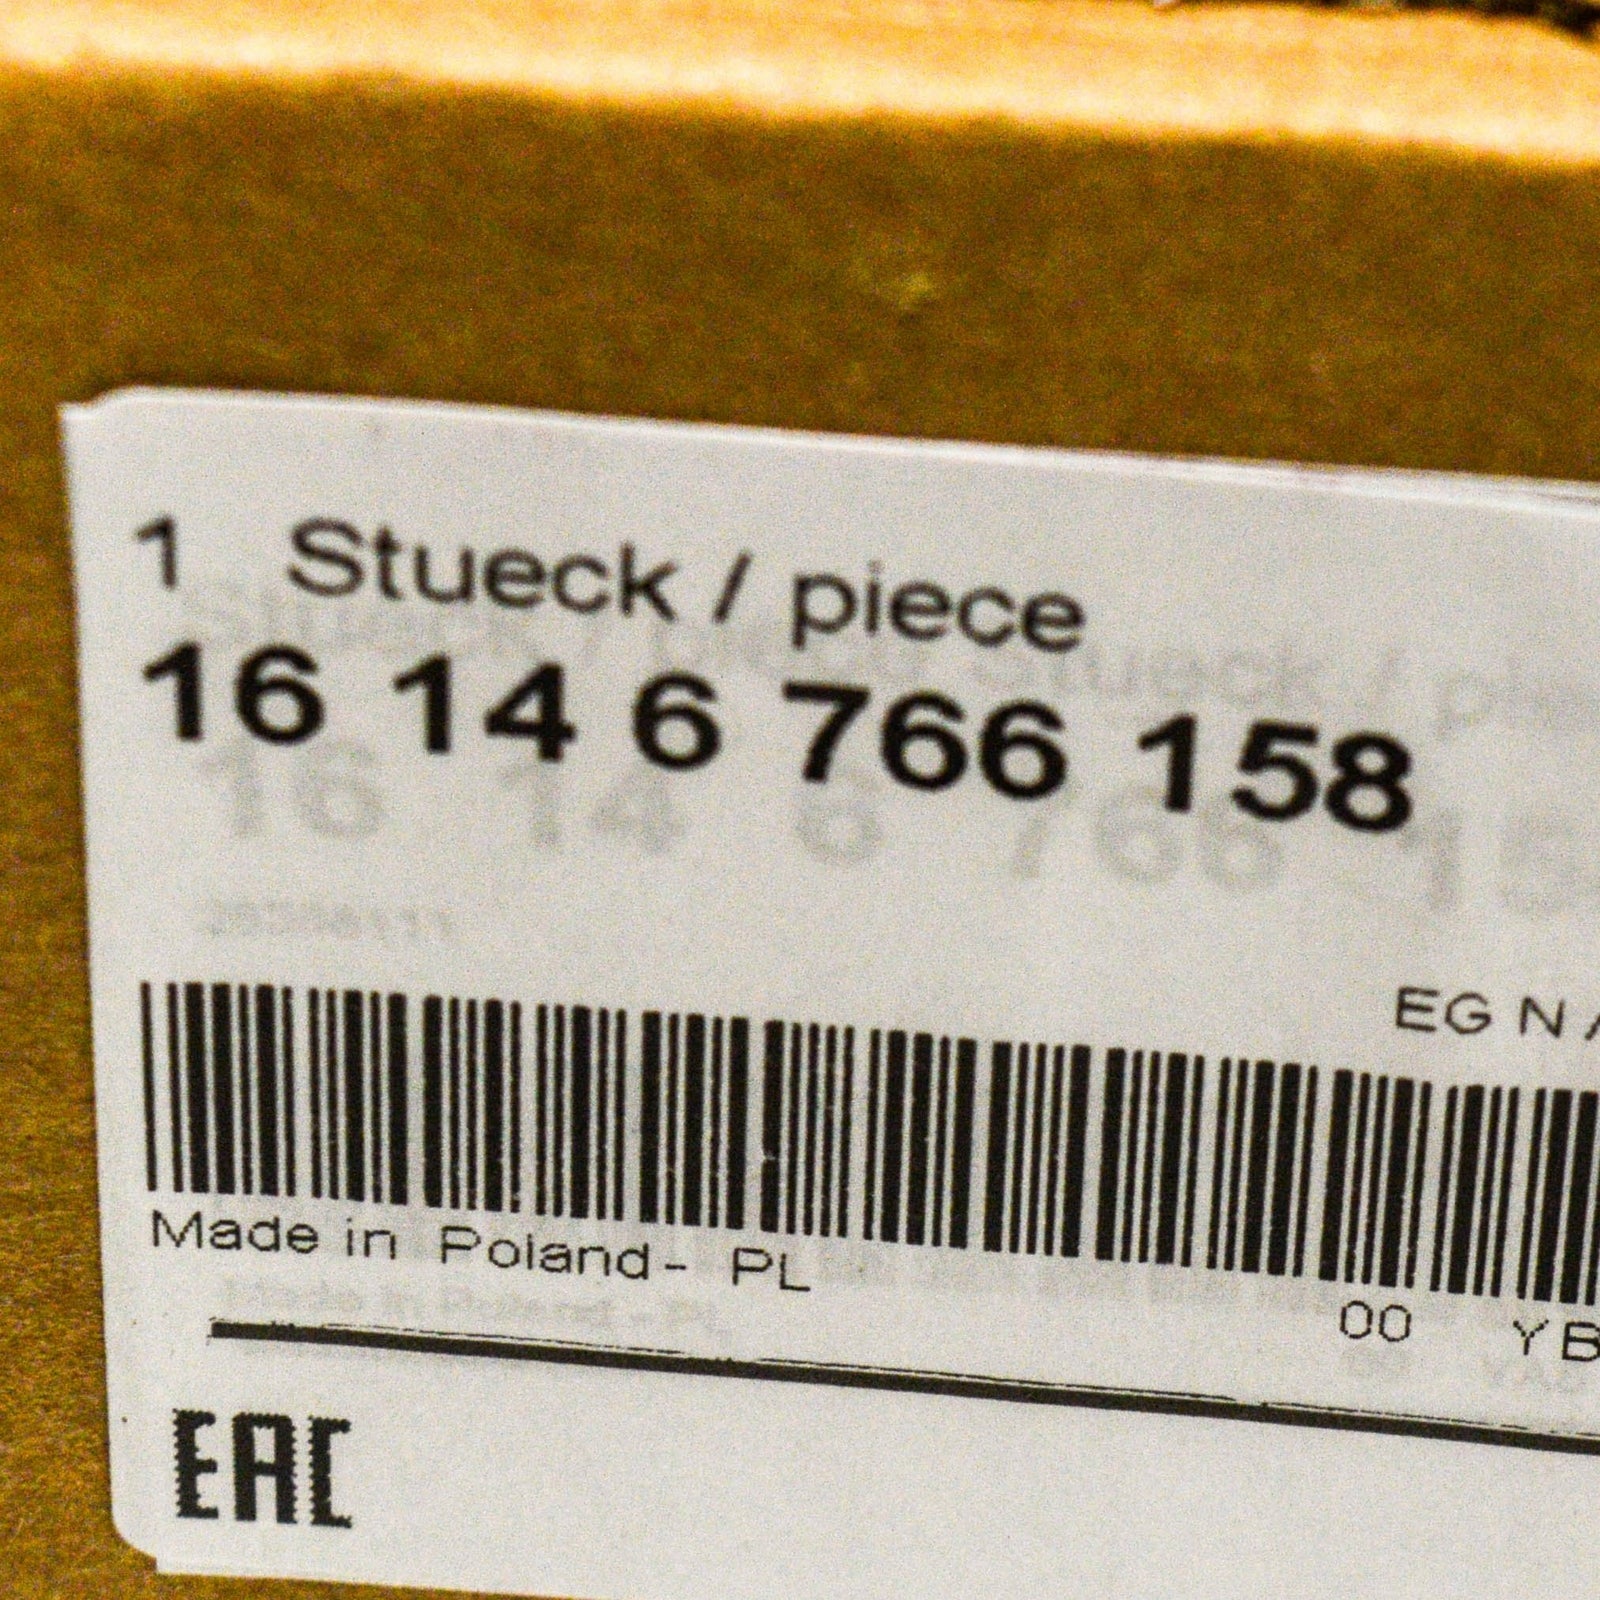 1 Stueck / piece
16 14 6 766 158
EG N /
Made in Poland - PL
00 YB
EAC